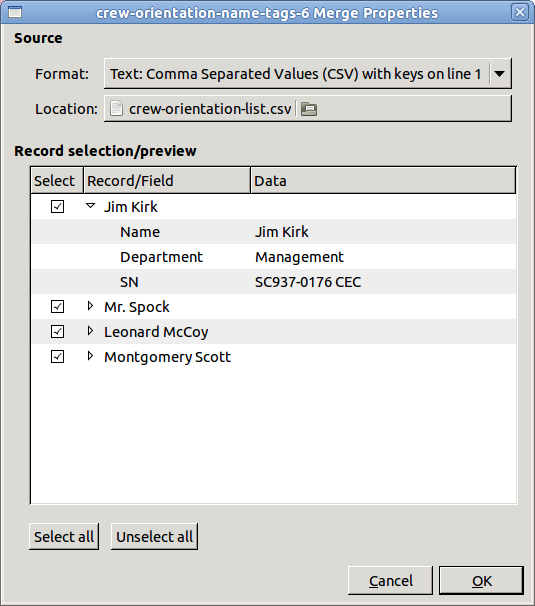 crew-orientation-name-tags-6 Merge Properties
Source
Format: Text: Comma Separated Values (CSV) with keys on line 1
Location: crew-orientation-list.csv
Record selection/preview
Select Record/Field Data
Jim Kirk
Name Jim Kirk
Department Management
SN SC937-0176 CEC
Mr. Spock
Leonard McCoy
Montgomery Scott
Select all Unselect all
Cancel OK